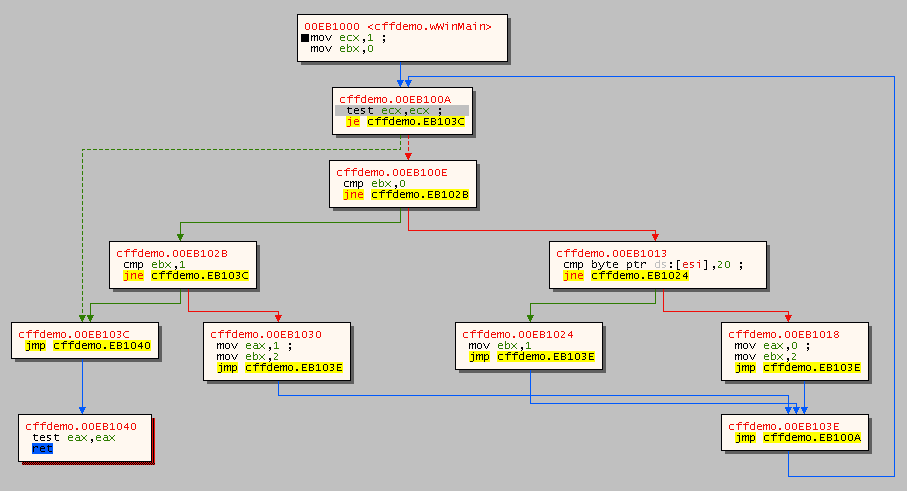 00EB1000 <cffdemo.wWinMain>
mov ecx,1 ;
mov ebx,0
cffdemo.00EB100A
test ecx,ecx ;
je cffdemo.EB103C
cffdemo.00EB100E
cmp ebx,0
jne cffdemo.EB102B
cffdemo.00EB102B
cmp ebx,1
jne cffdemo.EB103C
cffdemo.00EB1013
cmp byte ptr ds:[esi],20 ;
jne cffdemo.EB1024
cffdemo.00EB103C
jmp cffdemo.EB1040
cffdemo.00EB1030
mov eax,1 ;
mov ebx,2
jmp cffdemo.EB103E
cffdemo.00EB1024
mov ebx,1
jmp cffdemo.EB103E
cffdemo.00EB1018
mov eax,0 ;
mov ebx,2
jmp cffdemo.EB103E
cffdemo.00EB1040
test eax,eax
ret
cffdemo.00EB103E
jmp cffdemo.EB100A